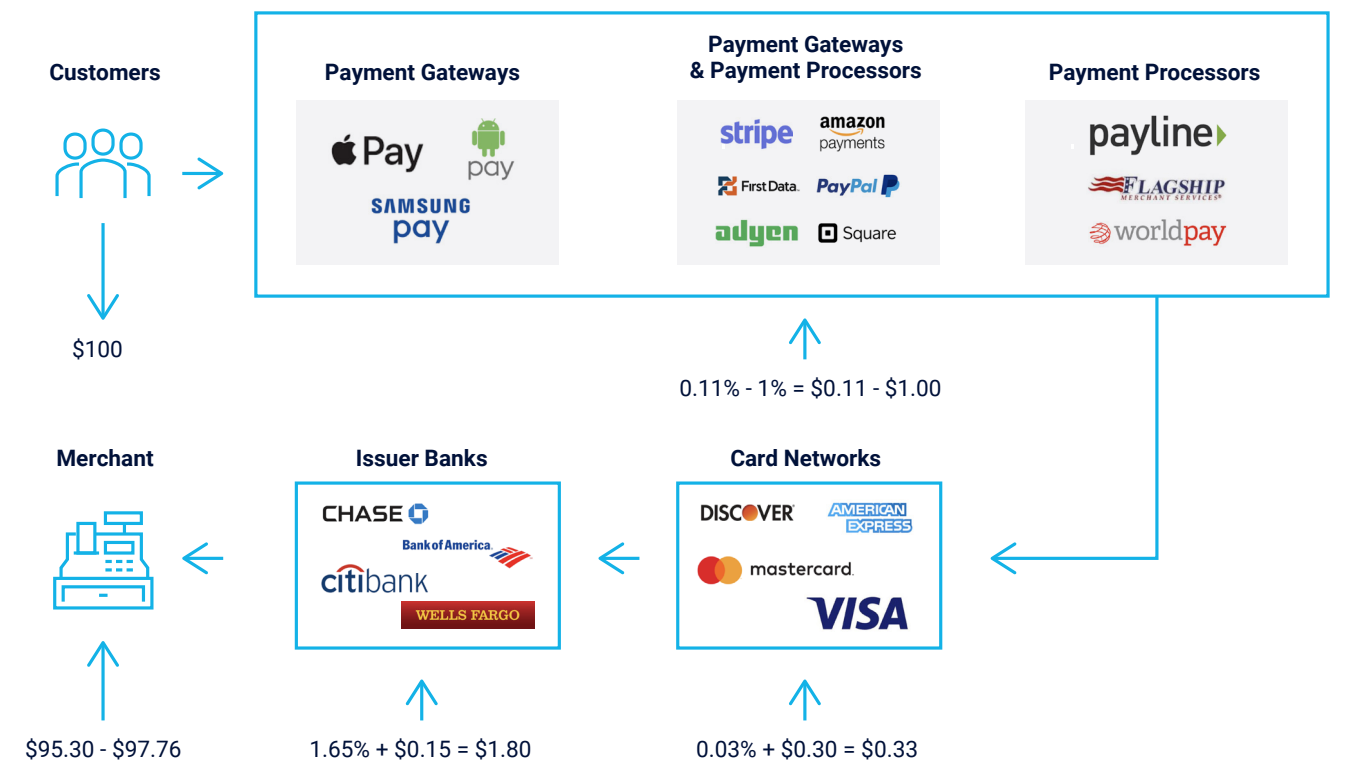 Customers
Payment Gateways
Payment Gateways
& Payment Processors
Payment Processors
Pay
pay
SAMSUNG
pay
stripe
amazon
payments
First Data.
PayPal
adyen
Square
payline
FLAGSHIP
MERCHANT SERVICES®
worldpay
$100
0.11% - 1% = $0.11 - $1.00
Merchant
Issuer Banks
Card Networks
CHASE
Bank of America.
citibank
WELLS FARGO
DISCOVER®
AMERICAN
EXPRESS
mastercard.
VISA
$95.30 - $97.76
1.65% + $0.15 = $1.80
0.03% + $0.30 = $0.33